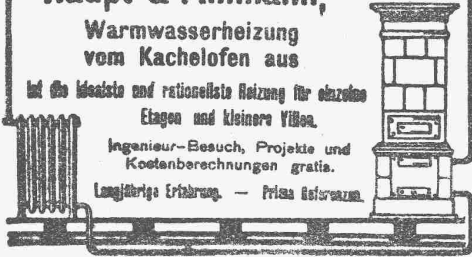 Warmwasserheizung
vom Kachelofen aus
ist die idealste und rationellste Heizung für einzelne
Etagen und kleinere Villen.
Ingenieur-Besuch, Projekte und
Kostenberechnungen gratis.
Langjährige Erfahrung. — Prima Referenzen.